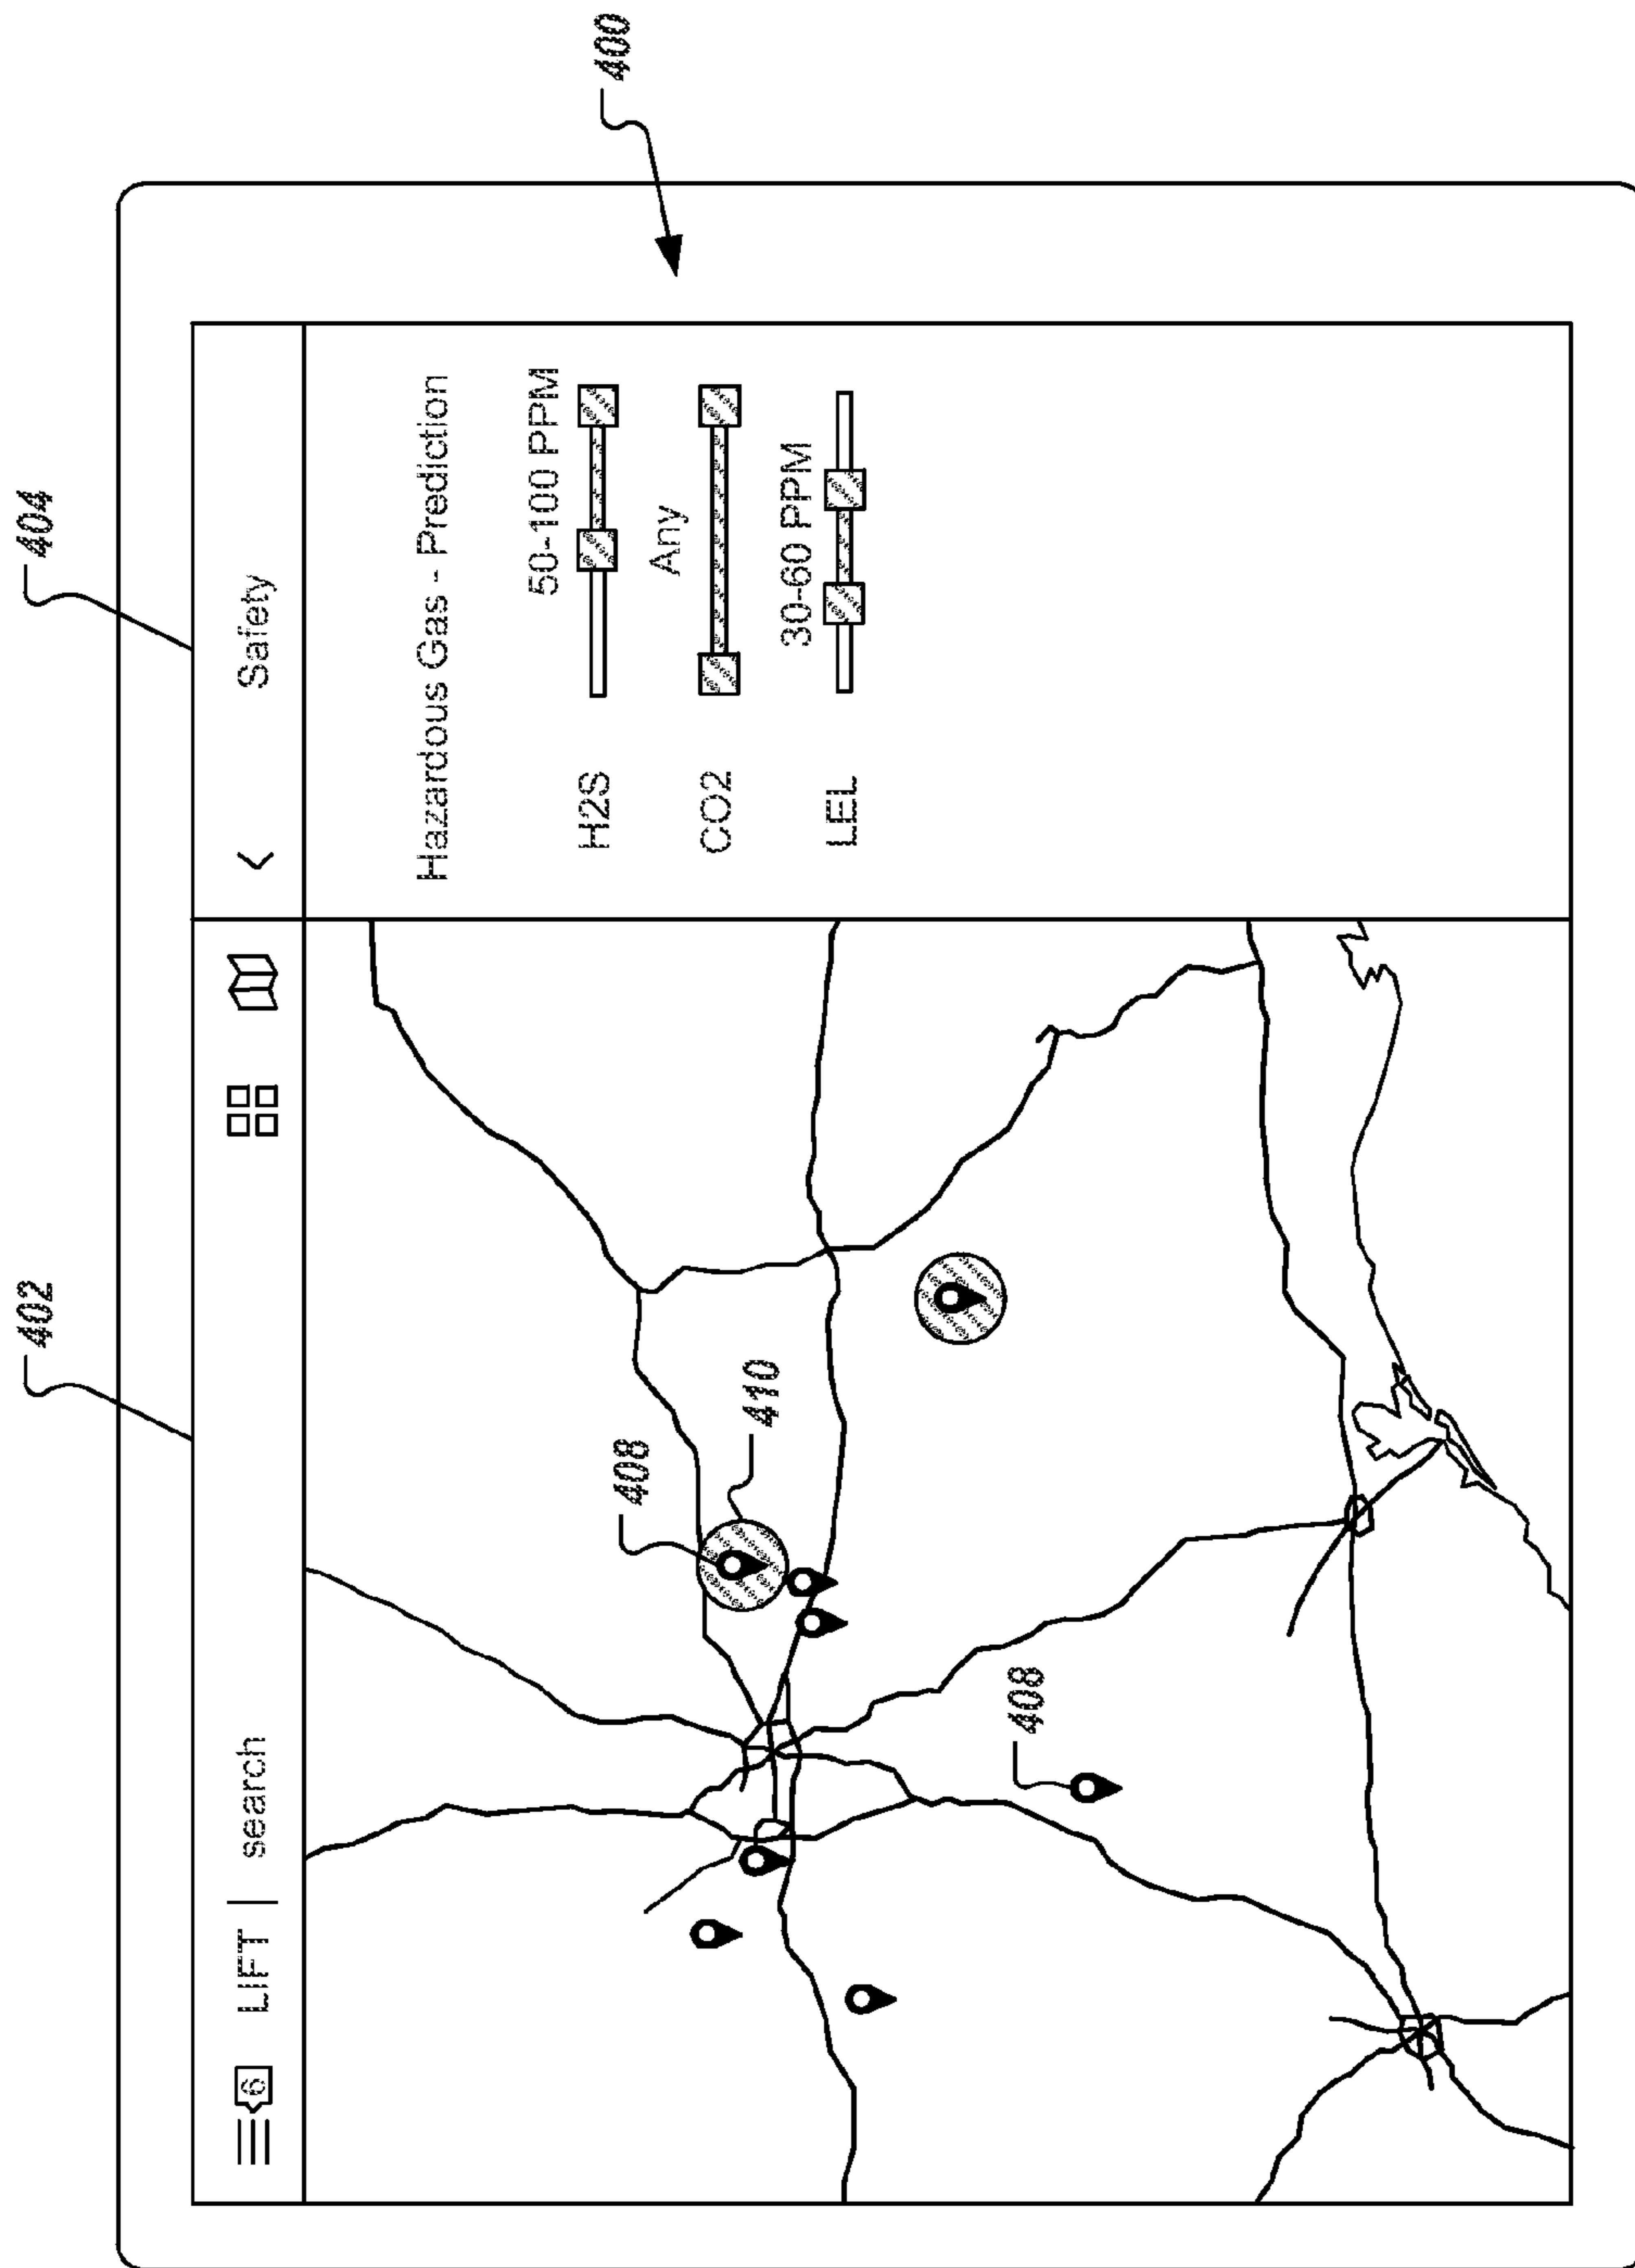 402
404
400
6 LIFT | search
< Safety
Hazardous Gas - Prediction
50-100 PPM
H2S
Any
CO2
30-60 PPM
LEL
408
410
408